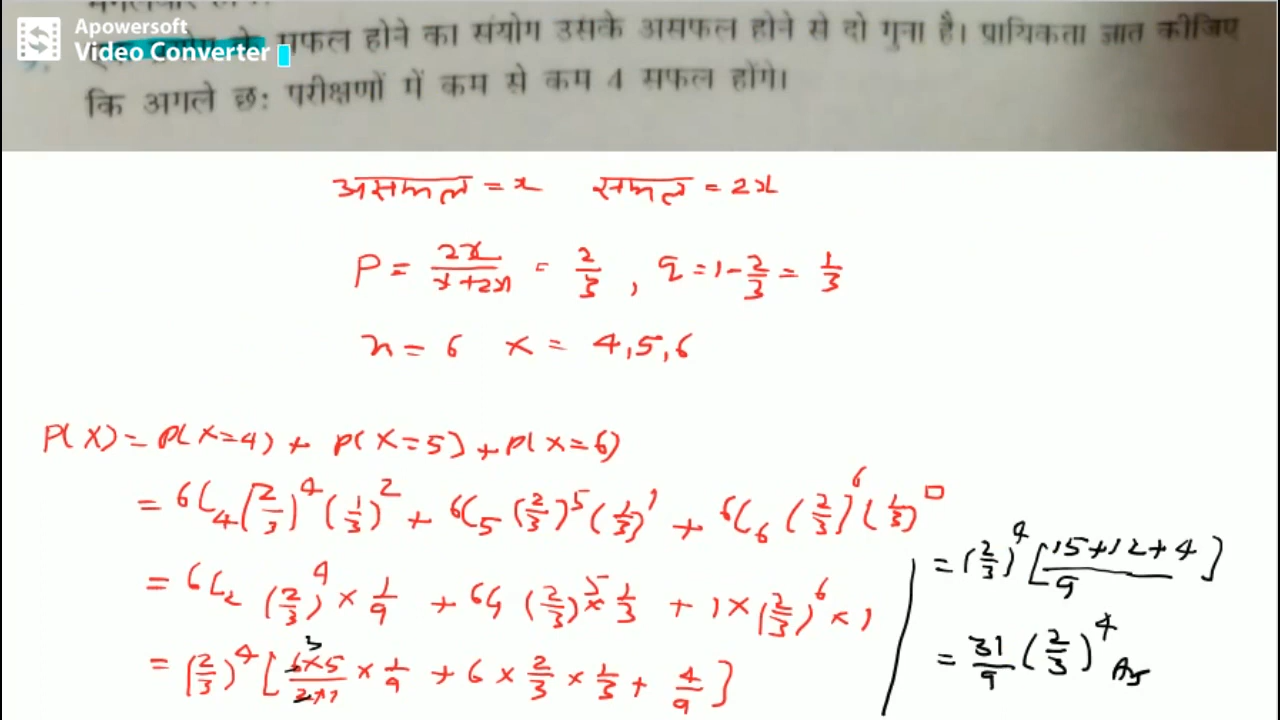 Apowersoft
Video Converter
सफल होने का संयोग उसके असफल होने से दो गुना है। प्रायिकता ज्ञात कीजिए
कि अगले छ: परीक्षणों में कम से कम 4 सफल होंगे।
असफल = x सफल = 2x
P = 2x/(x+2x) = 2/3 , q = 1 - 2/3 = 1/3
n = 6 x = 4,5,6
P(X) = P(X=4) + P(X=5) + P(X=6)
= 6C4 (2/3)^4 (1/3)^2 + 6C5 (2/3)^5 (1/3)^1 + 6C6 (2/3)^6 (1/3)^0
= 6C2 (2/3)^4 × 1/9 + 6C1 (2/3)^5 × 1/3 + 1 × (2/3)^6 × 1
= (2/3)^4 [ (6×5)/(2×1) × 1/9 + 6 × 2/3 × 1/3 + 4/9 ]
3
= (2/3)^4 [ (15+12+4)/9 ]
= 31/9 (2/3)^4 Ans